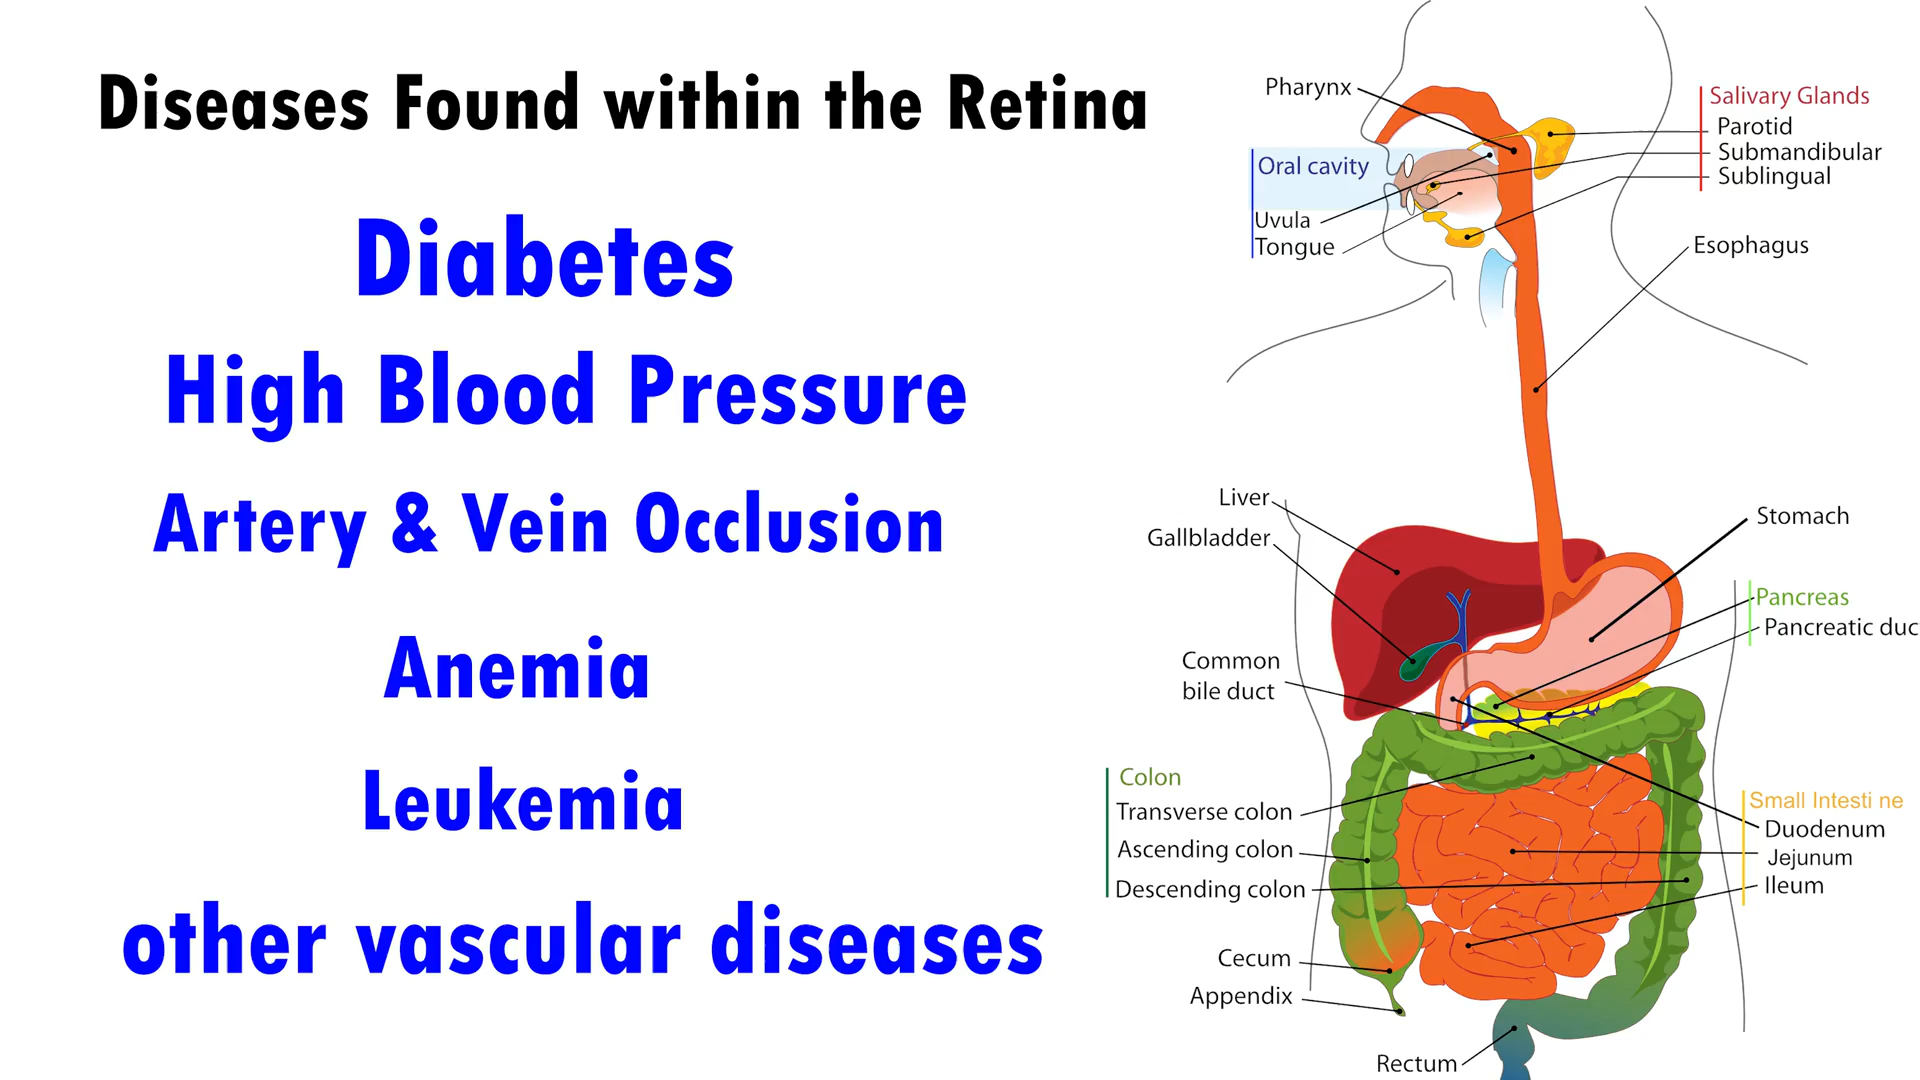 Diseases Found within the Retina
Diabetes
High Blood Pressure
Artery & Vein Occlusion
Anemia
Leukemia
other vascular diseases
Pharynx
Salivary Glands
Parotid
Submandibular
Sublingual
Oral cavity
Uvula
Tongue
Esophagus
Liver
Gallbladder
Stomach
Pancreas
Pancreatic duc
Common
bile duct
Colon
Transverse colon
Ascending colon
Descending colon
Small Intesti ne
Duodenum
Jejunum
Ileum
Cecum
Appendix
Rectum